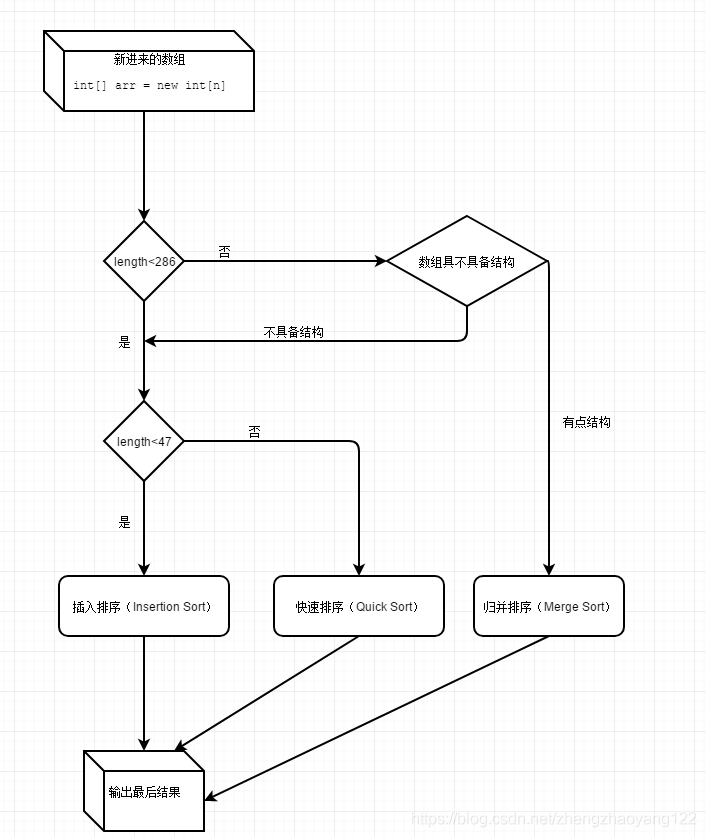 新进来的数组
int[] arr = new int[n]
length<286
否
数组具不具备结构
是
不具备结构
有点结构
length<47
否
是
插入排序（Insertion Sort）
快速排序（Quick Sort）
归并排序（Merge Sort）
输出最后结果
https://blog.csdn.net/zhengzhaoyang122